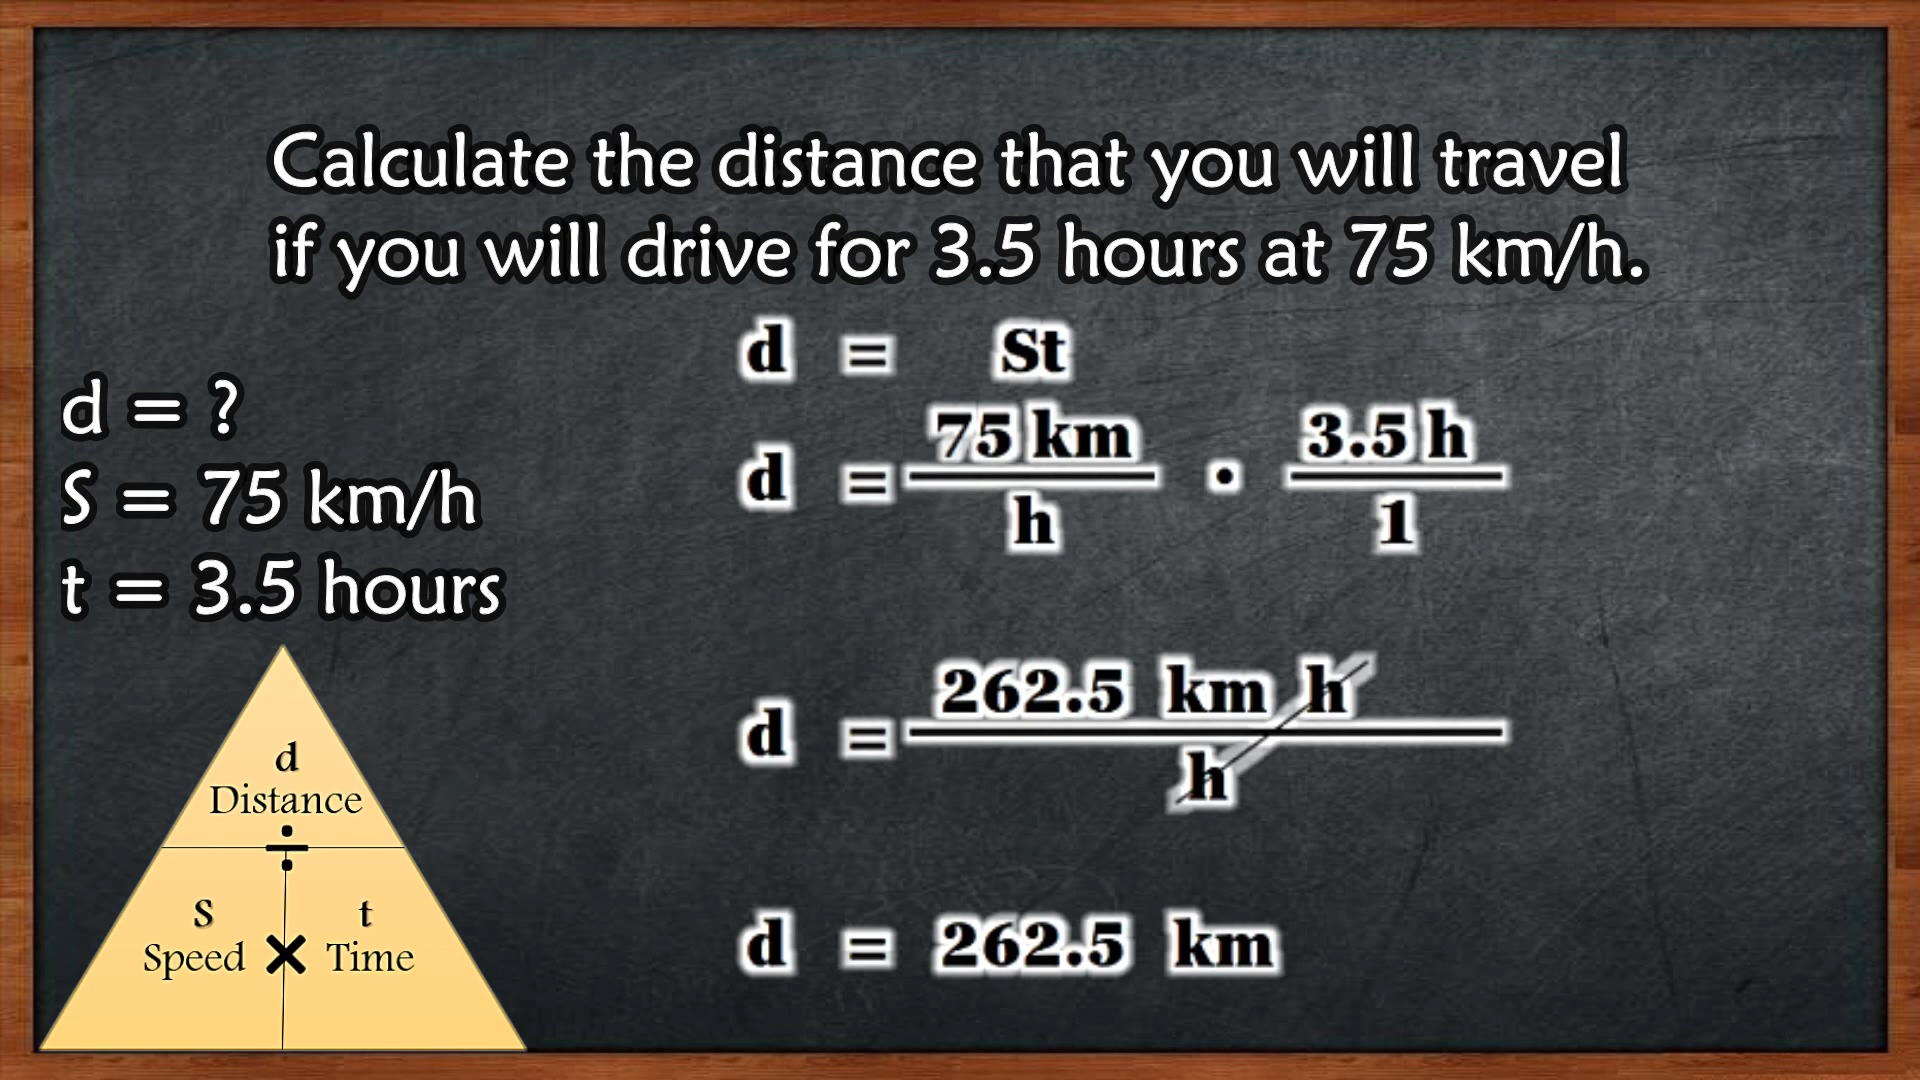 Calculate the distance that you will travel
if you will drive for 3.5 hours at 75 km/h.
d = ?
S = 75 km/h
t = 3.5 hours
d = St
d = 75 km / h · 3.5 h / 1
d = 262.5 km h / h
d = 262.5 km
d
Distance
÷
S t
Speed × Time